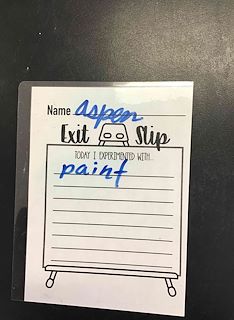 Name Aspen
Exit Slip
TODAY I EXPERIMENTED WITH...
paint